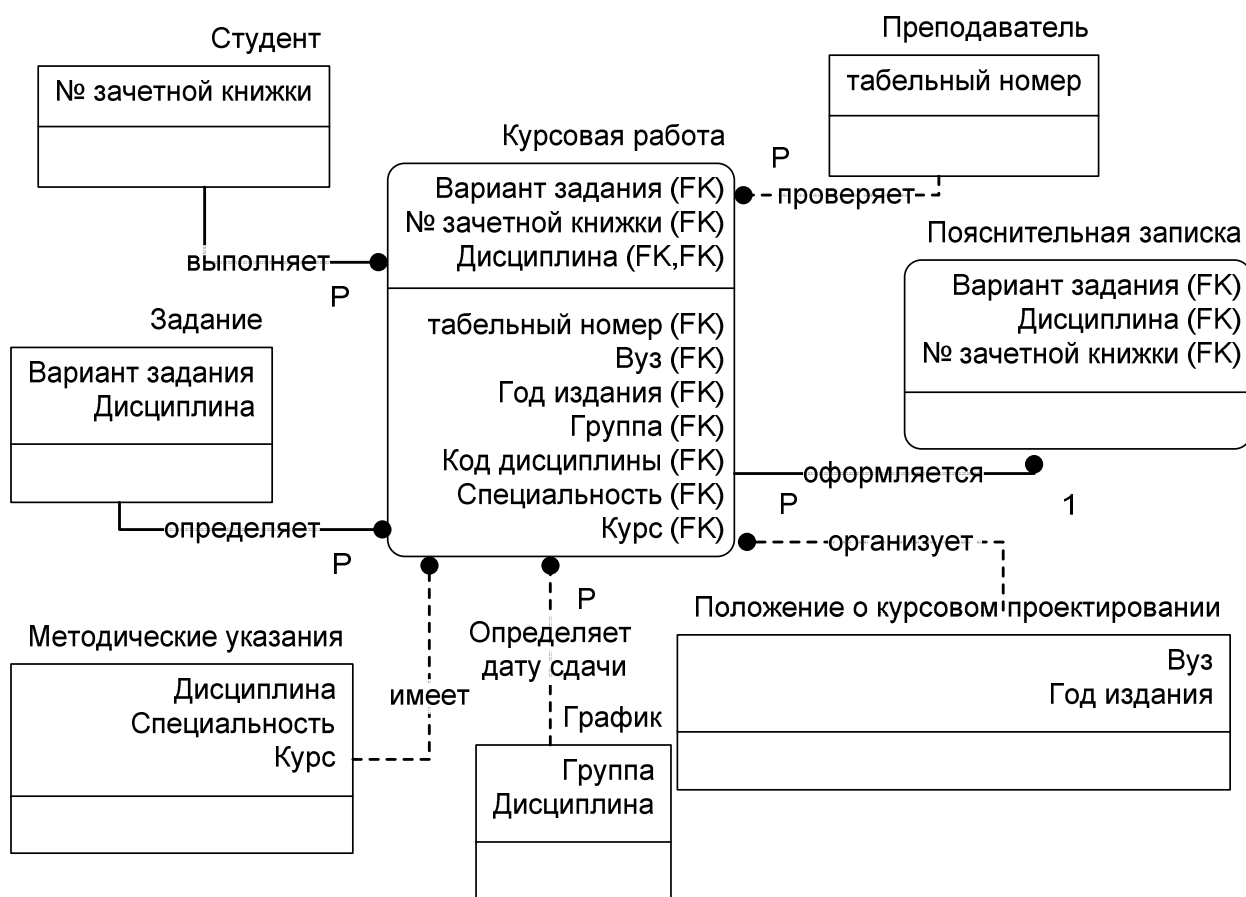 Студент
№ зачетной книжки
Преподаватель
табельный номер
Курсовая работа
Вариант задания (FK)
№ зачетной книжки (FK)
Дисциплина (FK,FK)
табельный номер (FK)
Вуз (FK)
Год издания (FK)
Группа (FK)
Код дисциплины (FK)
Специальность (FK)
Курс (FK)
P
проверяет
Пояснительная записка
Вариант задания (FK)
Дисциплина (FK)
№ зачетной книжки (FK)
выполняет
P
Задание
Вариант задания
Дисциплина
определяет
P
оформляется
P
1
организует
Положение о курсовом проектировании
Вуз
Год издания
Методические указания
Дисциплина
Специальность
Курс
имеет
P
Определяет
дату сдачи
График
Группа
Дисциплина